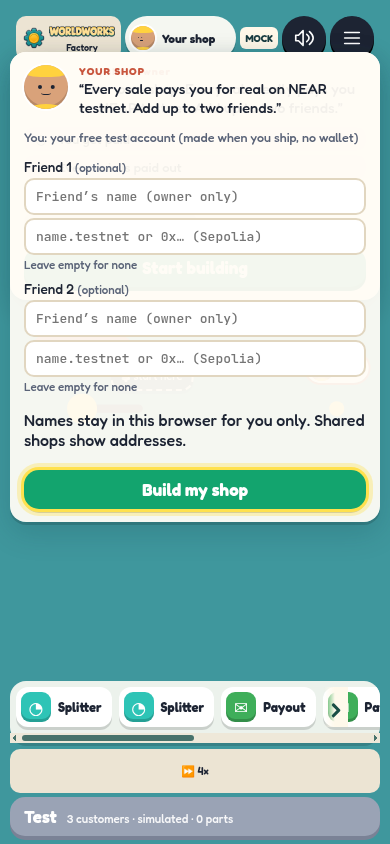 WORLDWORKS
Factory
Your shop
MOCK
YOUR SHOP
“Every sale pays you for real on NEAR
testnet. Add up to two friends.”
You: your free test account (made when you ship, no wallet)
Friend 1 (optional)
Friend’s name (owner only)
name.testnet or 0x… (Sepolia)
Leave empty for none
Start building
Friend 2 (optional)
Friend’s name (owner only)
name.testnet or 0x… (Sepolia)
Leave empty for none
Names stay in this browser for you only. Shared
shops show addresses.
Build my shop
Splitter
Splitter
Payout
Pa
⏩ 4x
Test 3 customers · simulated · 0 parts